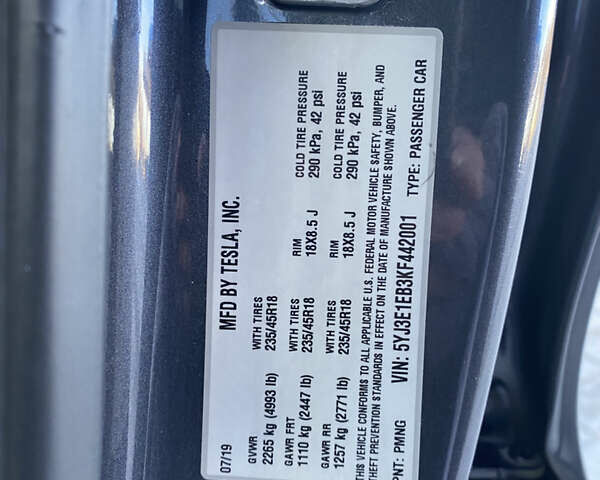 07/19 MFD BY TESLA, INC.
GVWR WITH TIRES RIM COLD TIRE PRESSURE
2265 kg (4993 lb) 235/45R18 18X8.5 J 290 kPa, 42 psi
GAWR FRT WITH TIRES RIM COLD TIRE PRESSURE
1110 kg (2447 lb) 235/45R18 18X8.5 J 290 kPa, 42 psi
GAWR RR WITH TIRES
1257 kg (2771 lb) 235/45R18
THIS VEHICLE CONFORMS TO ALL APPLICABLE U.S. FEDERAL MOTOR VEHICLE SAFETY, BUMPER, AND
THEFT PREVENTION STANDARDS IN EFFECT ON THE DATE OF MANUFACTURE SHOWN ABOVE.
VIN: 5YJ3E1EB3KF442001 TYPE: PASSENGER CAR
PNT: PMNG